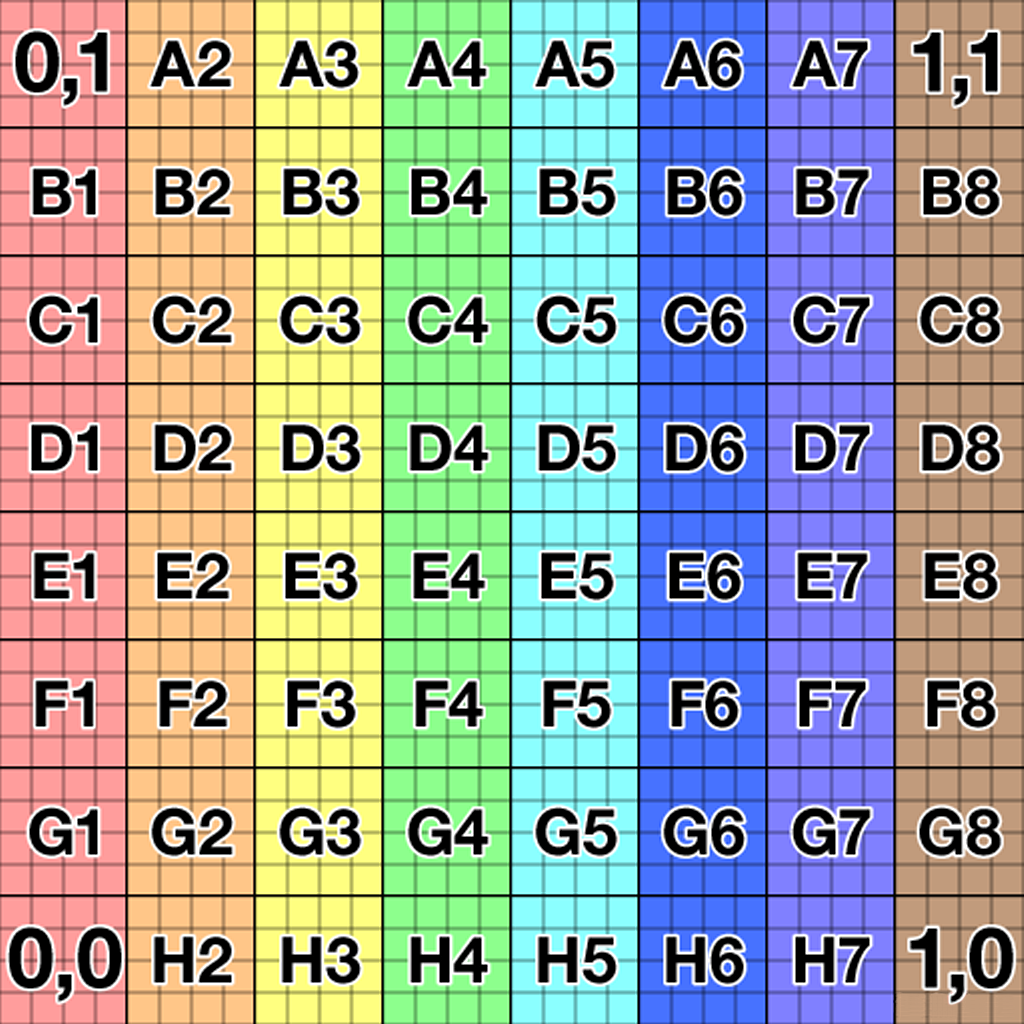 0,1 A2 A3 A4 A5 A6 A7 1,1
B1 B2 B3 B4 B5 B6 B7 B8
C1 C2 C3 C4 C5 C6 C7 C8
D1 D2 D3 D4 D5 D6 D7 D8
E1 E2 E3 E4 E5 E6 E7 E8
F1 F2 F3 F4 F5 F6 F7 F8
G1 G2 G3 G4 G5 G6 G7 G8
0,0 H2 H3 H4 H5 H6 H7 1,0